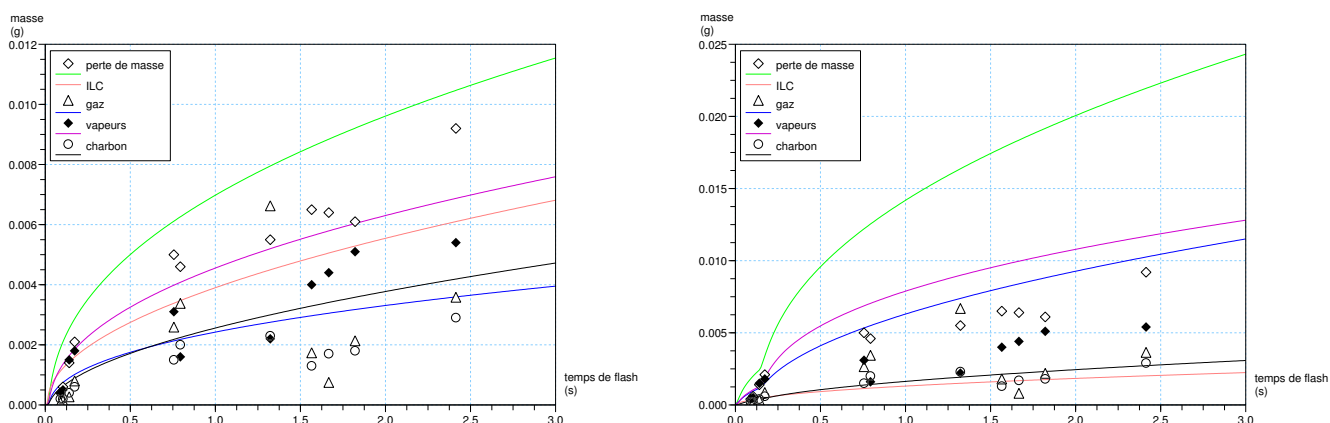 masse
(g)
0.012
0.010
0.008
0.006
0.004
0.002
0.000
0.0
0.5
1.0
1.5
2.0
2.5
3.0
temps de flash
(s)
perte de masse
ILC
gaz
vapeurs
charbon
masse
(g)
0.025
0.020
0.015
0.010
0.005
0.000
0.0
0.5
1.0
1.5
2.0
2.5
3.0
temps de flash
(s)
perte de masse
ILC
gaz
vapeurs
charbon